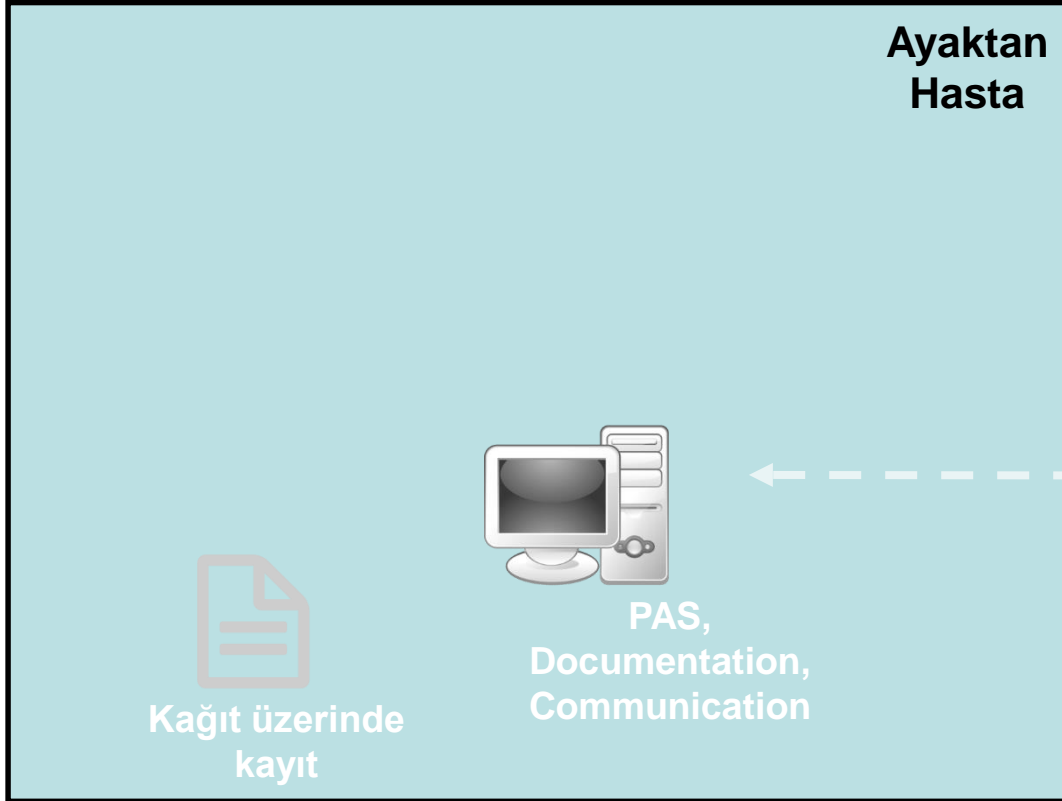 Ayaktan
Hasta
PAS,
Documentation,
Communication
Kağıt üzerinde
kayıt